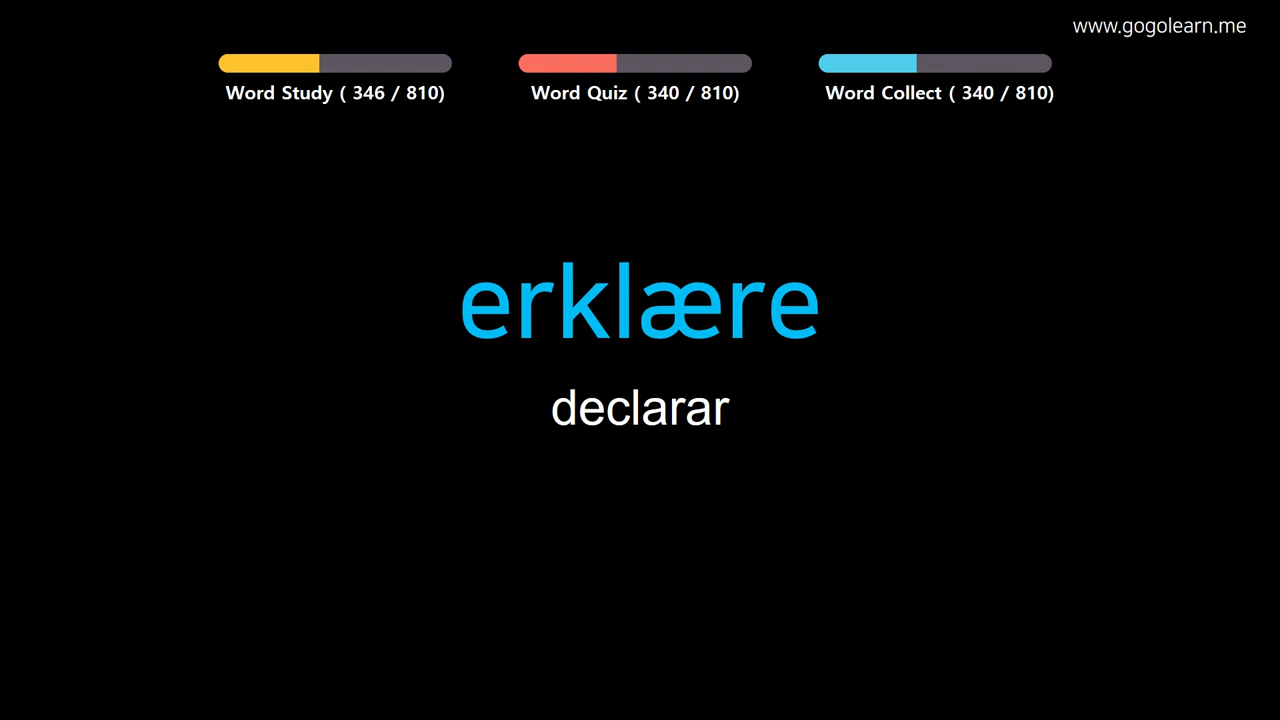 www.gogolearn.me
Word Study ( 346 / 810)
Word Quiz ( 340 / 810)
Word Collect ( 340 / 810)
erklære
declarar